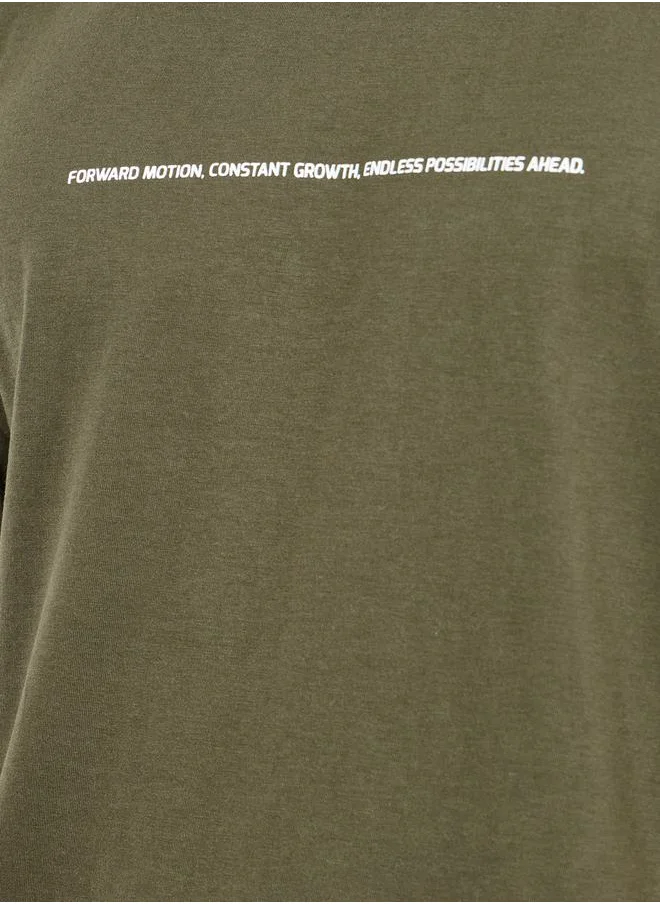 FORWARD MOTION, CONSTANT GROWTH, ENDLESS POSSIBILITIES AHEAD.